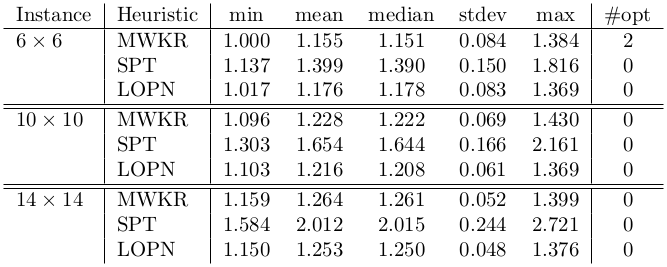 Instance Heuristic min mean median stdev max #opt
6 × 6 MWKR 1.000 1.155 1.151 0.084 1.384 2
SPT 1.137 1.399 1.390 0.150 1.816 0
LOPN 1.017 1.176 1.178 0.083 1.369 0
10 × 10 MWKR 1.096 1.228 1.222 0.069 1.430 0
SPT 1.303 1.654 1.644 0.166 2.161 0
LOPN 1.103 1.216 1.208 0.061 1.369 0
14 × 14 MWKR 1.159 1.264 1.261 0.052 1.399 0
SPT 1.584 2.012 2.015 0.244 2.721 0
LOPN 1.150 1.253 1.250 0.048 1.376 0